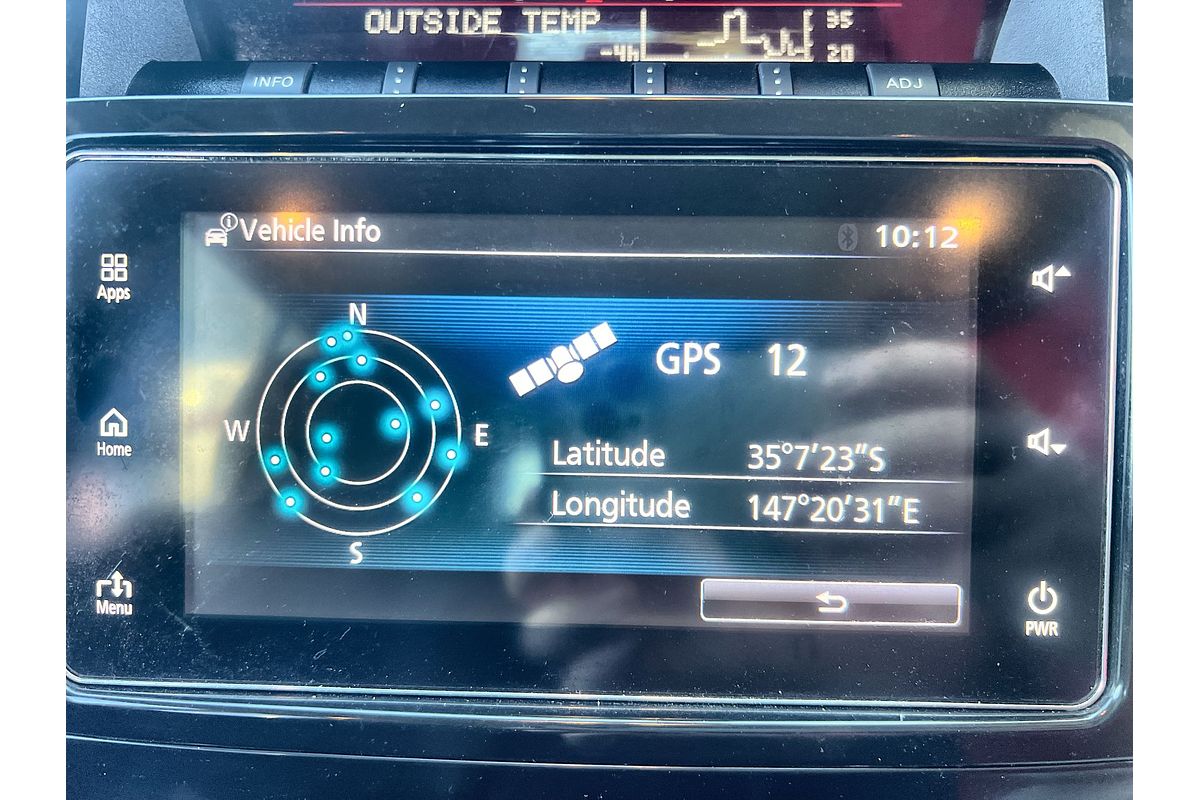 OUTSIDE TEMP
35
-4h
20
INFO
ADJ
Vehicle Info
10:12
Apps
N
GPS 12
Home
W
E
Latitude 35°7'23"S
Longitude 147°20'31"E
S
Menu
PWR